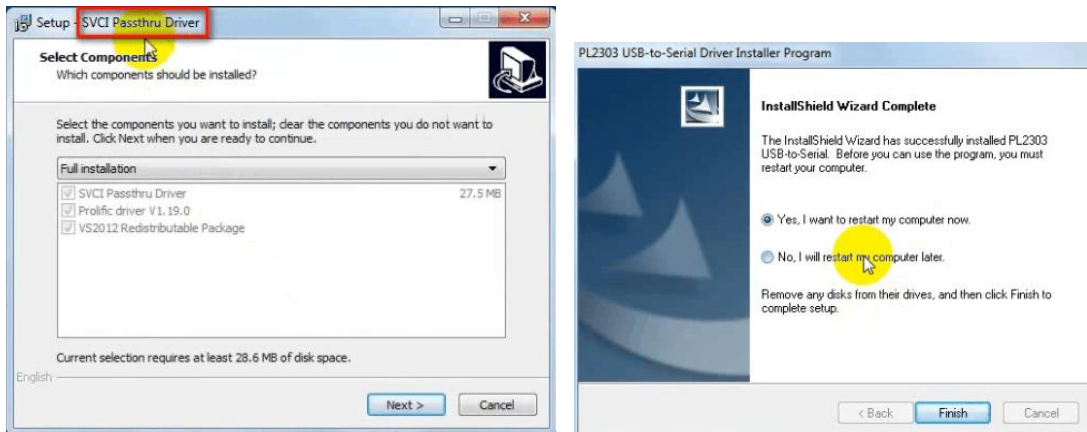 Setup - SVCI Passthru Driver
Select Components
Which components should be installed?
Select the components you want to install; clear the components you do not want to
install. Click Next when you are ready to continue.
Full installation
SVCI Passthru Driver 27.5 MB
Prolific driver V1.19.0
VS2012 Redistributable Package
Current selection requires at least 28.6 MB of disk space.
English
Next >
Cancel
PL2303 USB-to-Serial Driver Installer Program
InstallShield Wizard Complete
The InstallShield Wizard has successfully installed PL2303
USB-to-Serial. Before you can use the program, you must
restart your computer.
Yes, I want to restart my computer now.
No, I will restart my computer later.
Remove any disks from their drives, and then click Finish to
complete setup.
< Back
Finish
Cancel